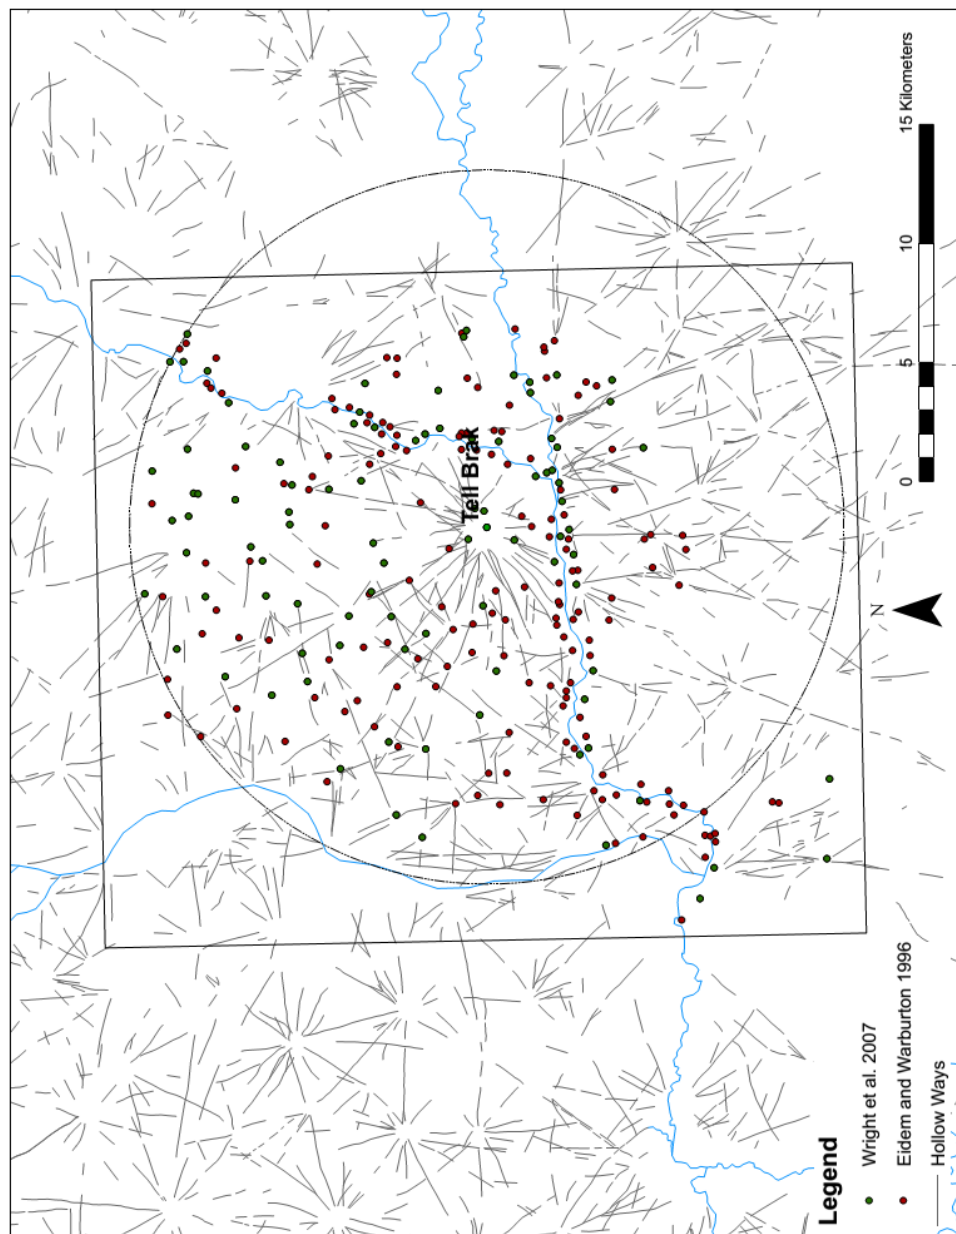 Tell Brak
Legend
Wright et al. 2007
Eidem and Warburton 1996
Hollow Ways
N
0 5 10 15 Kilometers